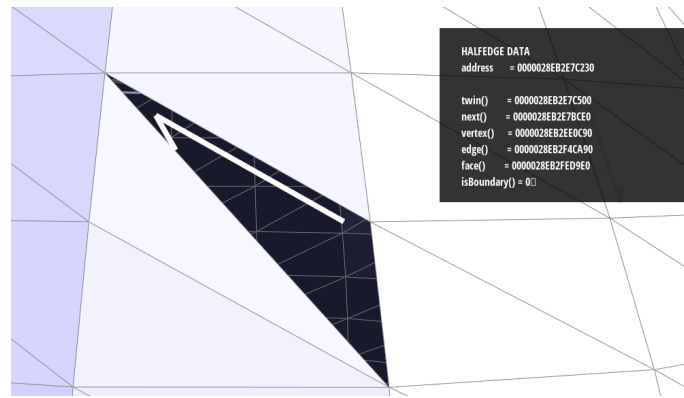 HALFEDGE DATA
address = 0000028EB2E7C230
twin() = 0000028EB2E7C500
next() = 0000028EB2E7BCE0
vertex() = 0000028EB2EE0C90
edge() = 0000028EB2F4CA90
face() = 0000028EB2FED9E0
isBoundary() = 0▯